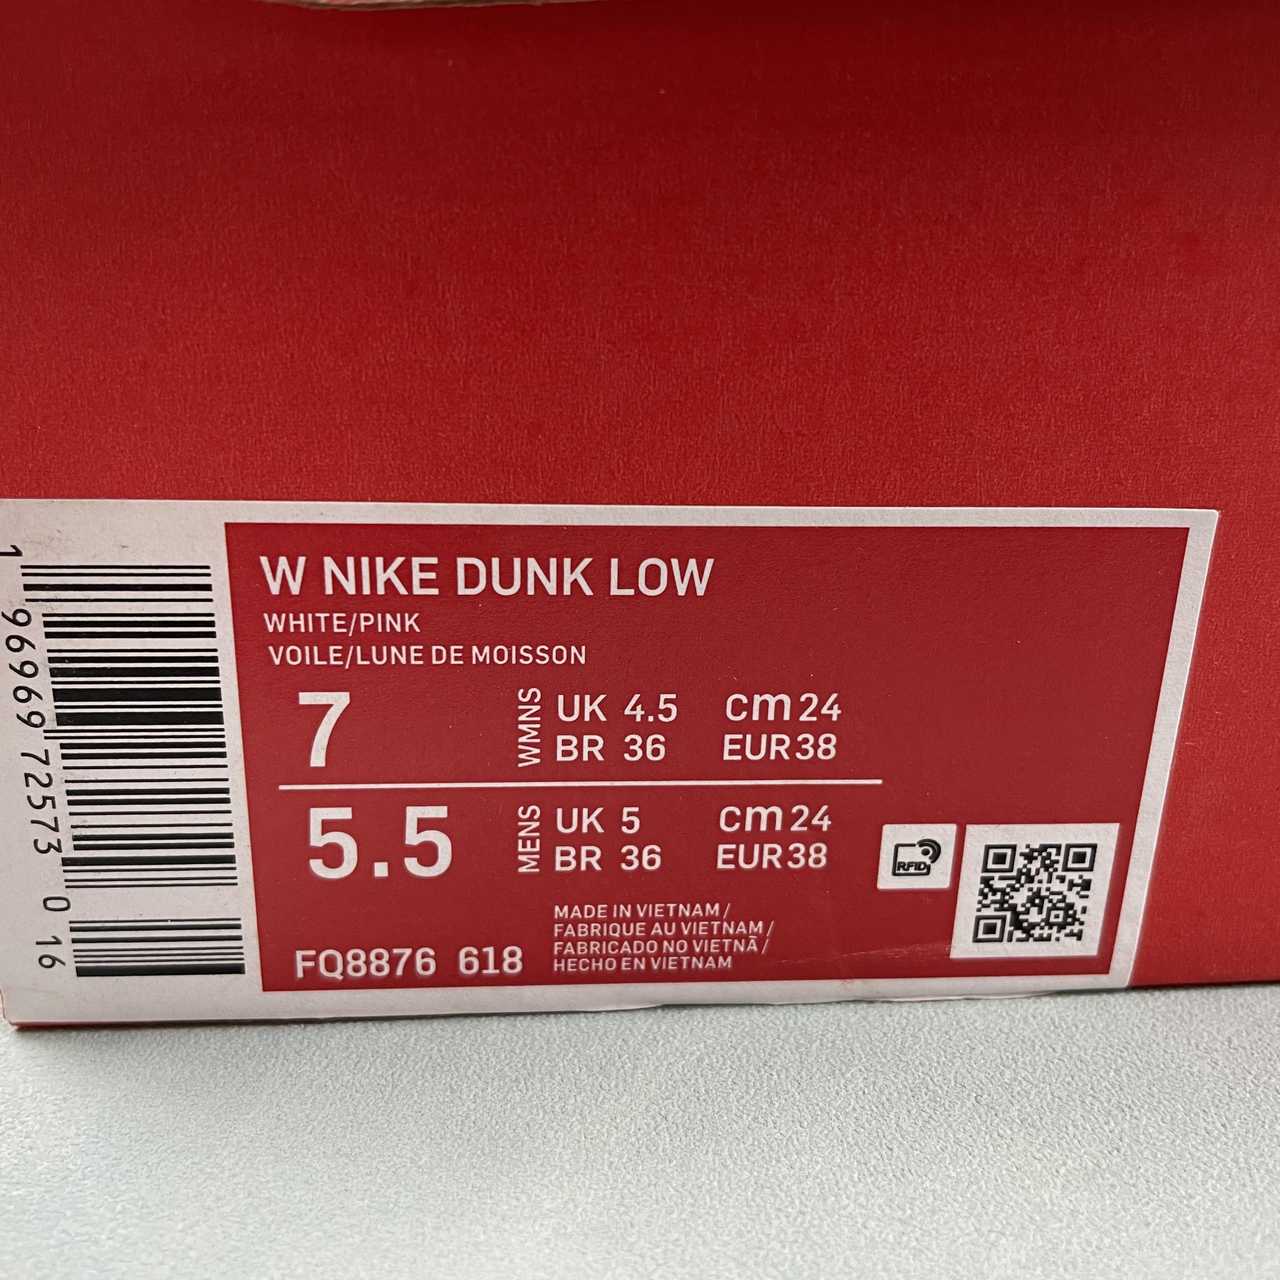 W NIKE DUNK LOW
WHITE/PINK
VOILE/LUNE DE MOISSON
7
WMNS
UK 4.5 cm 24
BR 36 EUR 38
5.5
MENS
UK 5 cm 24
BR 36 EUR 38
FQ8876 618
MADE IN VIETNAM /
FABRIQUE AU VIETNAM /
FABRICADO NO VIETNÃ /
HECHO EN VIETNAM
RFID
1 96969 72573 0 16